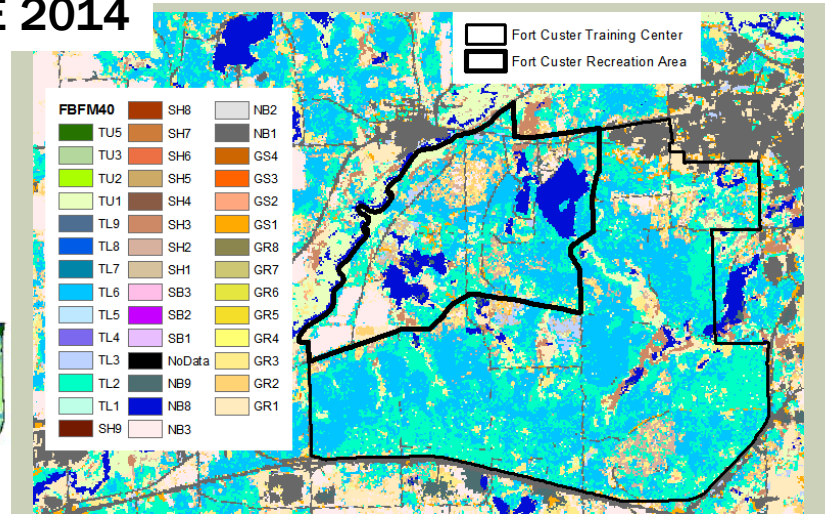 E 2014
Fort Custer Training Center
Fort Custer Recreation Area
FBFM40
TU5
TU3
TU2
TU1
TL9
TL8
TL7
TL6
TL5
TL4
TL3
TL2
TL1
SH9
SH8
SH7
SH6
SH5
SH4
SH3
SH2
SH1
SB3
SB2
SB1
NoData
NB9
NB8
NB3
NB2
NB1
GS4
GS3
GS2
GS1
GR8
GR7
GR6
GR5
GR4
GR3
GR2
GR1